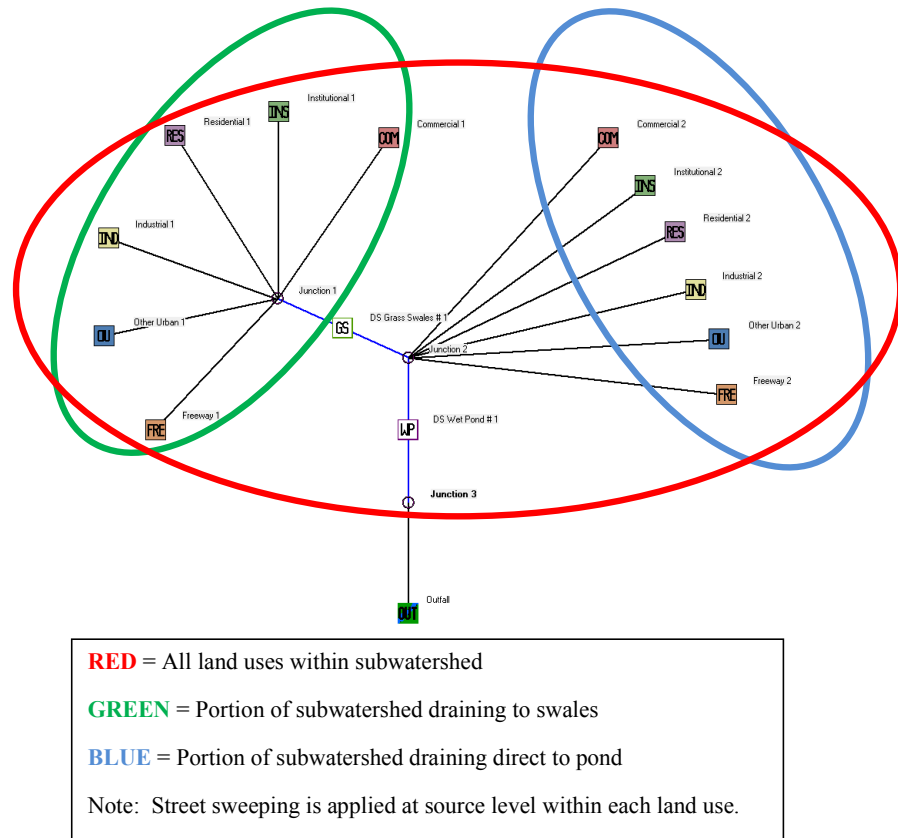 Institutional 1
INS
Residential 1
RES
Commercial 1
COM
Commercial 2
COM
Institutional 2
INS
Residential 2
RES
Industrial 1
IND
Industrial 2
IND
Junction 1
DS Grass Swales # 1
GS
Other Urban 1
OU
Other Urban 2
OU
Junction 2
Freeway 1
FRE
Freeway 2
FRE
DS Wet Pond # 1
WP
Junction 3
Outfall
OUT
RED = All land uses within subwatershed
GREEN = Portion of subwatershed draining to swales
BLUE = Portion of subwatershed draining direct to pond
Note: Street sweeping is applied at source level within each land use.